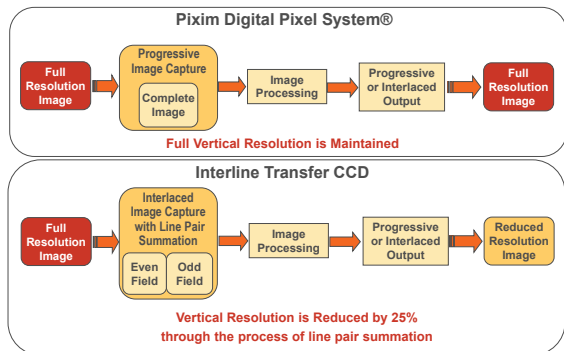 Pixim Digital Pixel System®
Full
Resolution
Image
Progressive
Image Capture
Complete
Image
Image
Processing
Progressive
or Interlaced
Output
Full
Resolution
Image
Full Vertical Resolution is Maintained
Interline Transfer CCD
Full
Resolution
Image
Interlaced
Image Capture
with Line Pair
Summation
Even
Field
Odd
Field
Image
Processing
Progressive
or Interlaced
Output
Reduced
Resolution
Image
Vertical Resolution is Reduced by 25%
through the process of line pair summation